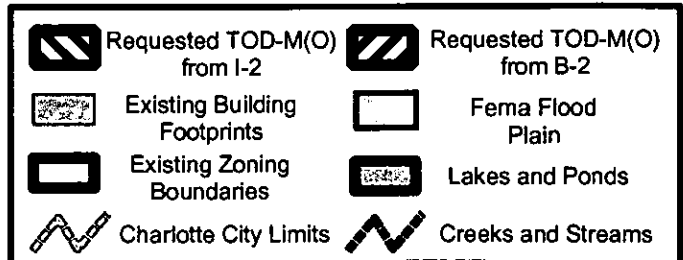 Requested TOD-M(O)
from I-2
Requested TOD-M(O)
from B-2
Existing Building
Footprints
Fema Flood
Plain
Existing Zoning
Boundaries
Lakes and Ponds
Charlotte City Limits
Creeks and Streams